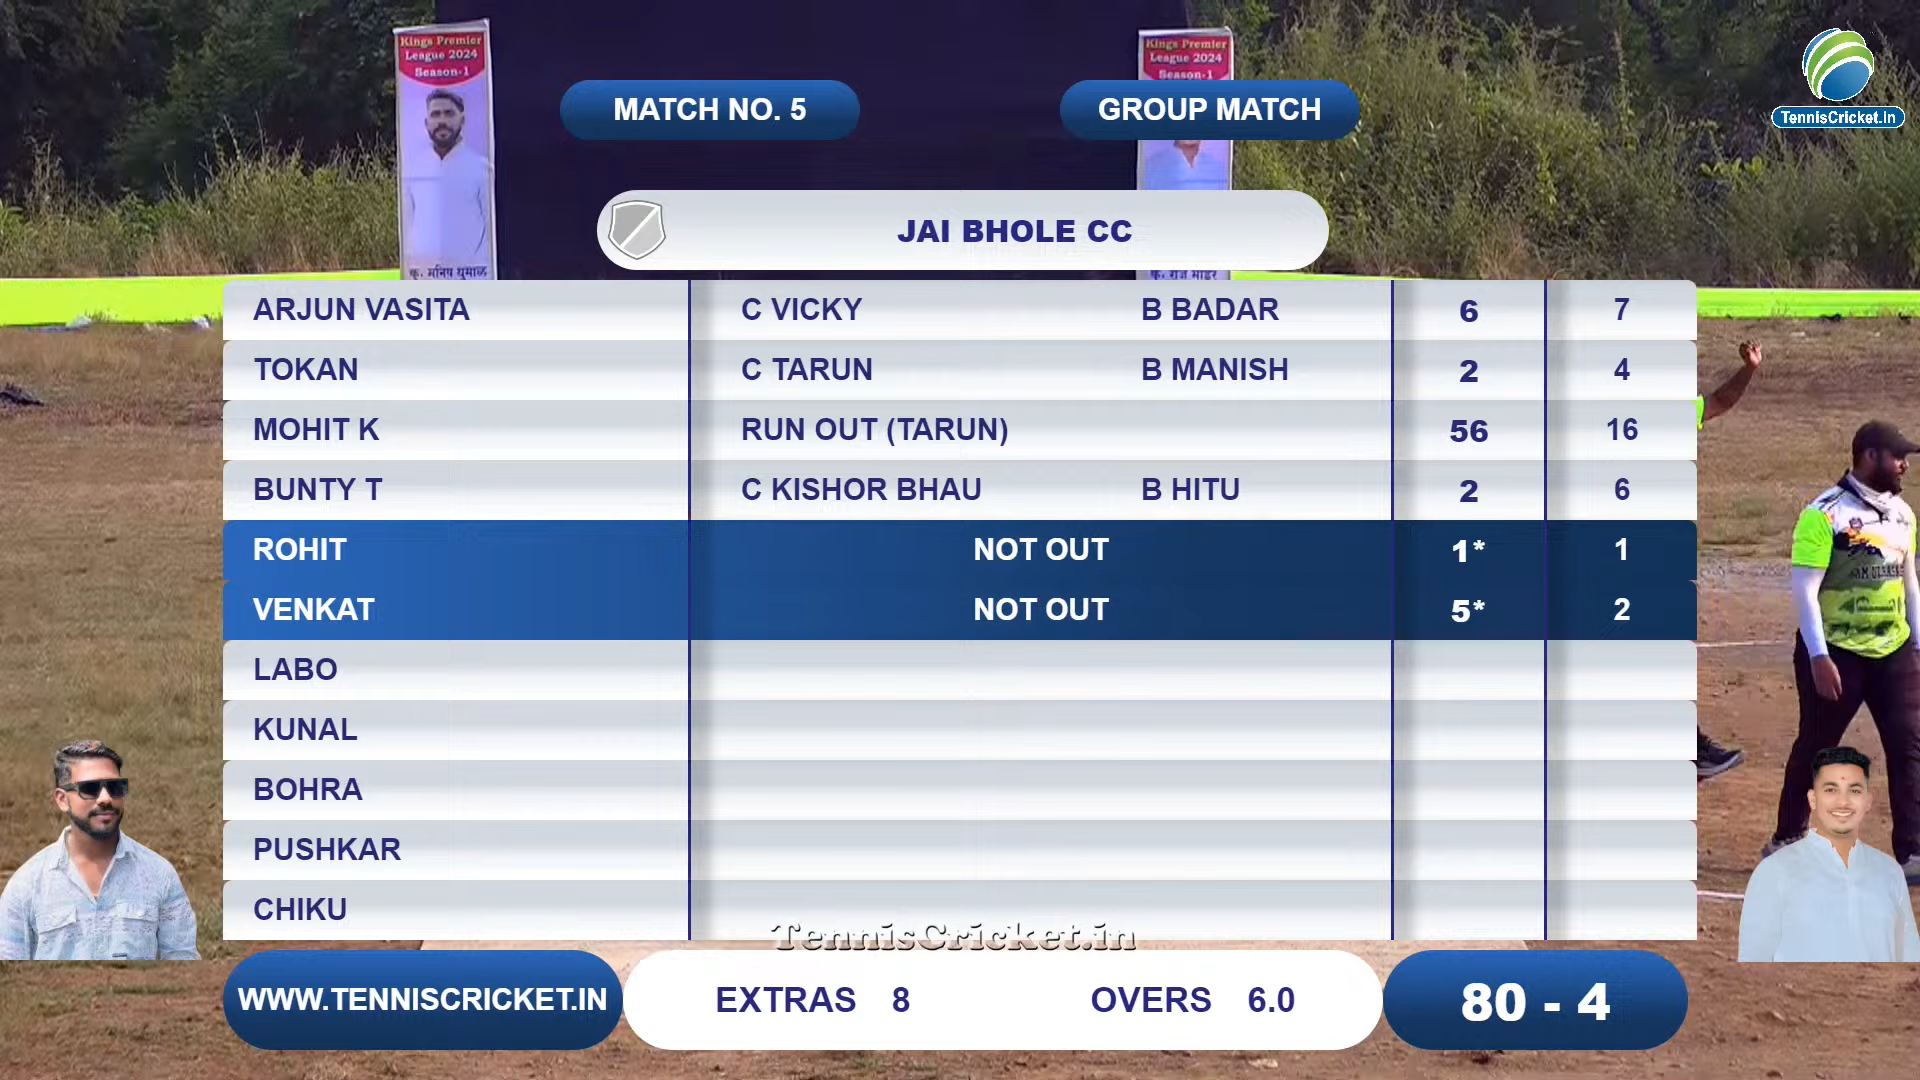 Kings Premier
League 2024
Season-1
Kings Premier
League 2024
Season-1
TennisCricket.in
MATCH NO. 5
GROUP MATCH
JAI BHOLE CC
कु. मनिष धुमाळ
ARJUN VASITA C VICKY B BADAR 6 7
TOKAN C TARUN B MANISH 2 4
MOHIT K RUN OUT (TARUN) 56 16
BUNTY T C KISHOR BHAU B HITU 2 6
ROHIT NOT OUT 1* 1
VENKAT NOT OUT 5* 2
LABO
KUNAL
BOHRA
PUSHKAR
CHIKU
TennisCricket.in
WWW.TENNISCRICKET.IN EXTRAS 8 OVERS 6.0 80 - 4